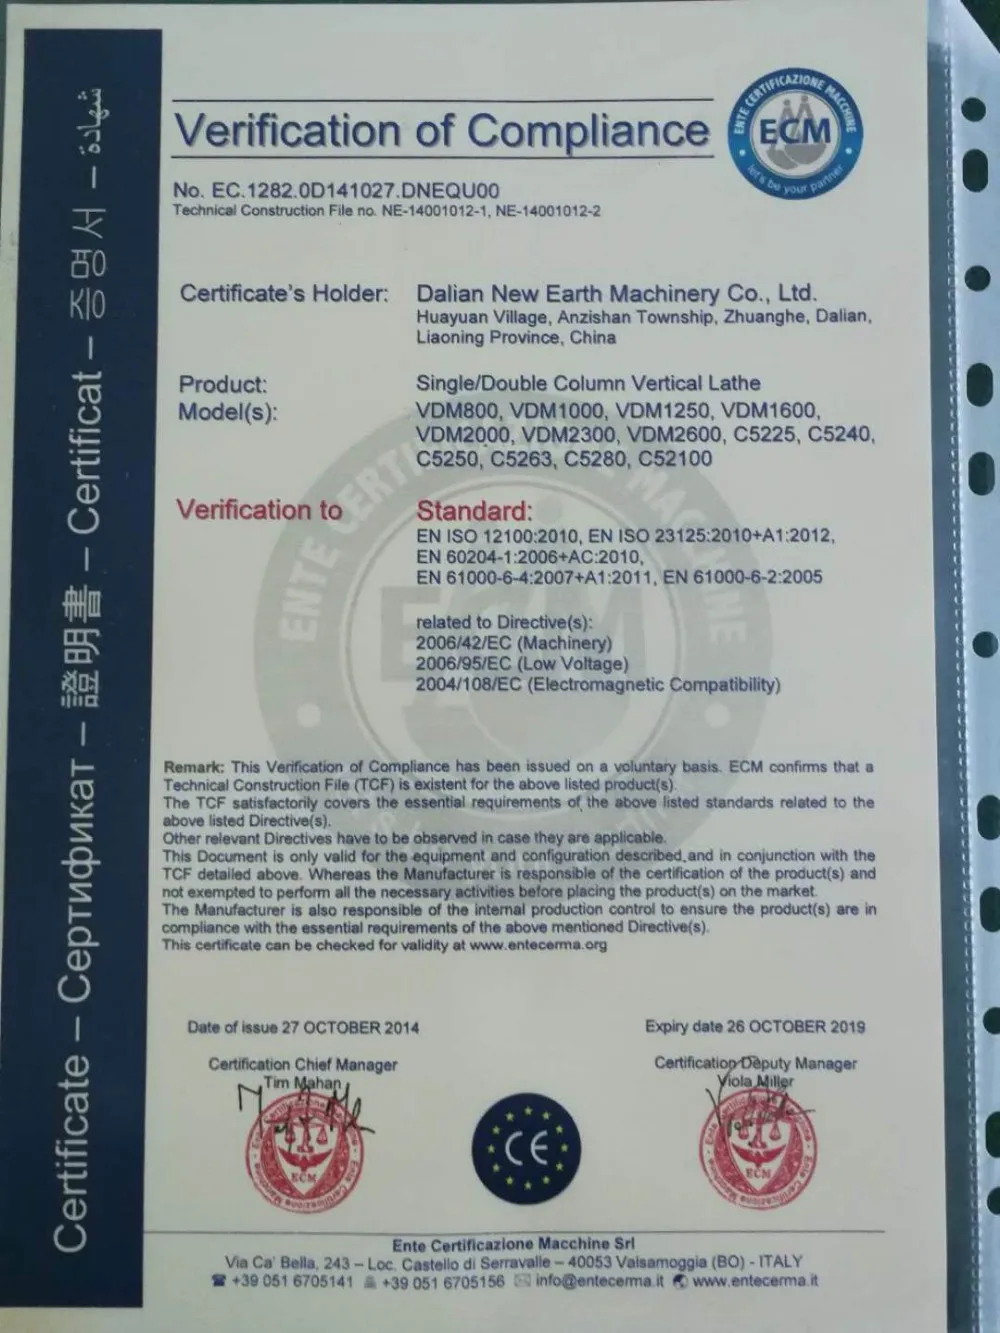 Certificate – Сертификат – 證明書 – Certificat – 증명서 – شهادة
Verification of Compliance
ENTE CERTIFICAZIONE MACCHINE
ECM
let's be your partner
No. EC.1282.0D141027.DNEQU00
Technical Construction File no. NE-14001012-1, NE-14001012-2
Certificate's Holder: Dalian New Earth Machinery Co., Ltd.
Huayuan Village, Anzishan Township, Zhuanghe, Dalian,
Liaoning Province, China
Product: Single/Double Column Vertical Lathe
Model(s): VDM800, VDM1000, VDM1250, VDM1600,
VDM2000, VDM2300, VDM2600, C5225, C5240,
C5250, C5263, C5280, C52100
Verification to Standard:
EN ISO 12100:2010, EN ISO 23125:2010+A1:2012,
EN 60204-1:2006+AC:2010,
EN 61000-6-4:2007+A1:2011, EN 61000-6-2:2005
related to Directive(s):
2006/42/EC (Machinery)
2006/95/EC (Low Voltage)
2004/108/EC (Electromagnetic Compatibility)
Remark: This Verification of Compliance has been issued on a voluntary basis. ECM confirms that a
Technical Construction File (TCF) is existent for the above listed product(s).
The TCF satisfactorily covers the essential requirements of the above listed standards related to the
above listed Directive(s).
Other relevant Directives have to be observed in case they are applicable.
This Document is only valid for the equipment and configuration described and in conjunction with the
TCF detailed above. Whereas the Manufacturer is responsible of the certification of the product(s) and
not exempted to perform all the necessary activities before placing the product(s) on the market.
The Manufacturer is also responsible of the internal production control to ensure the product(s) are in
compliance with the essential requirements of the above mentioned Directive(s).
This certificate can be checked for validity at www.entecerma.org
Date of issue 27 OCTOBER 2014 Expiry date 26 OCTOBER 2019
Certification Chief Manager Certification Deputy Manager
Tim Mahan Viola Miller
ECM CE ECM
Ente Certificazione Macchine Srl
Via Ca' Bella, 243 – Loc. Castello di Serravalle – 40053 Valsamoggia (BO) - ITALY
+39 051 6705141 +39 051 6705156 info@entecerma.it www.entecerma.it